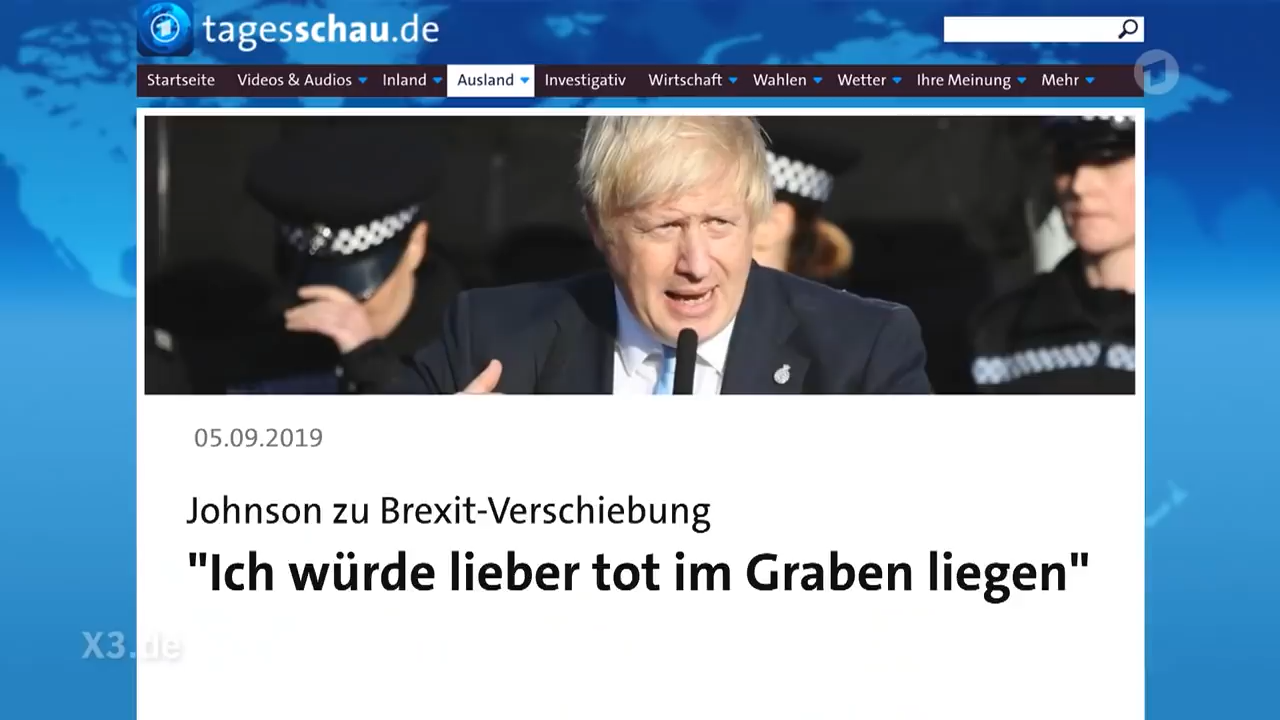 tagesschau.de
Startseite Videos & Audios Inland Ausland Investigativ Wirtschaft Wahlen Wetter Ihre Meinung Mehr
05.09.2019
Johnson zu Brexit-Verschiebung
"Ich würde lieber tot im Graben liegen"
X3.de